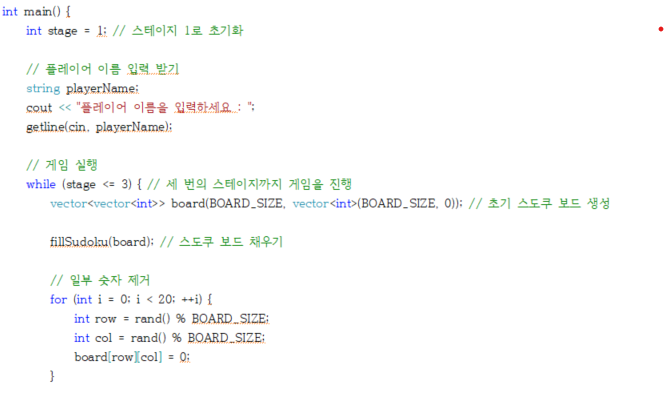 int main() {
int stage = 1; // 스테이지 1로 초기화
// 플레이어 이름 입력 받기
string playerName;
cout << "플레이어 이름을 입력하세요 : ";
getline(cin, playerName);
// 게임 실행
while (stage <= 3) { // 세 번의 스테이지까지 게임을 진행
vector<vector<int>> board(BOARD_SIZE, vector<int>(BOARD_SIZE, 0)); // 초기 스도쿠 보드 생성
fillSudoku(board); // 스도쿠 보드 채우기
// 일부 숫자 제거
for (int i = 0; i < 20; ++i) {
int row = rand() % BOARD_SIZE;
int col = rand() % BOARD_SIZE;
board[row][col] = 0;
}